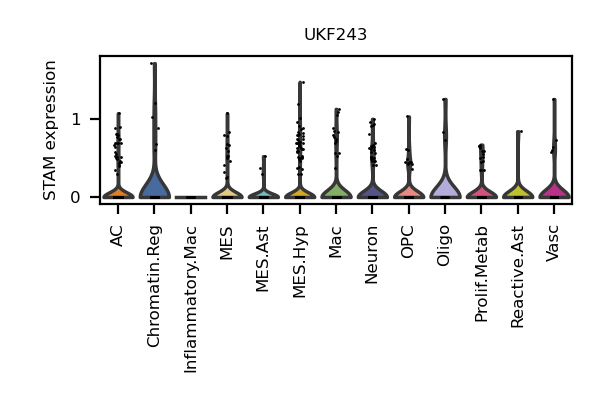 UKF243
STAM expression
1
0
AC
Chromatin.Reg
Inflammatory.Mac
MES
MES.Ast
MES.Hyp
Mac
Neuron
OPC
Oligo
Prolif.Metab
Reactive.Ast
Vasc